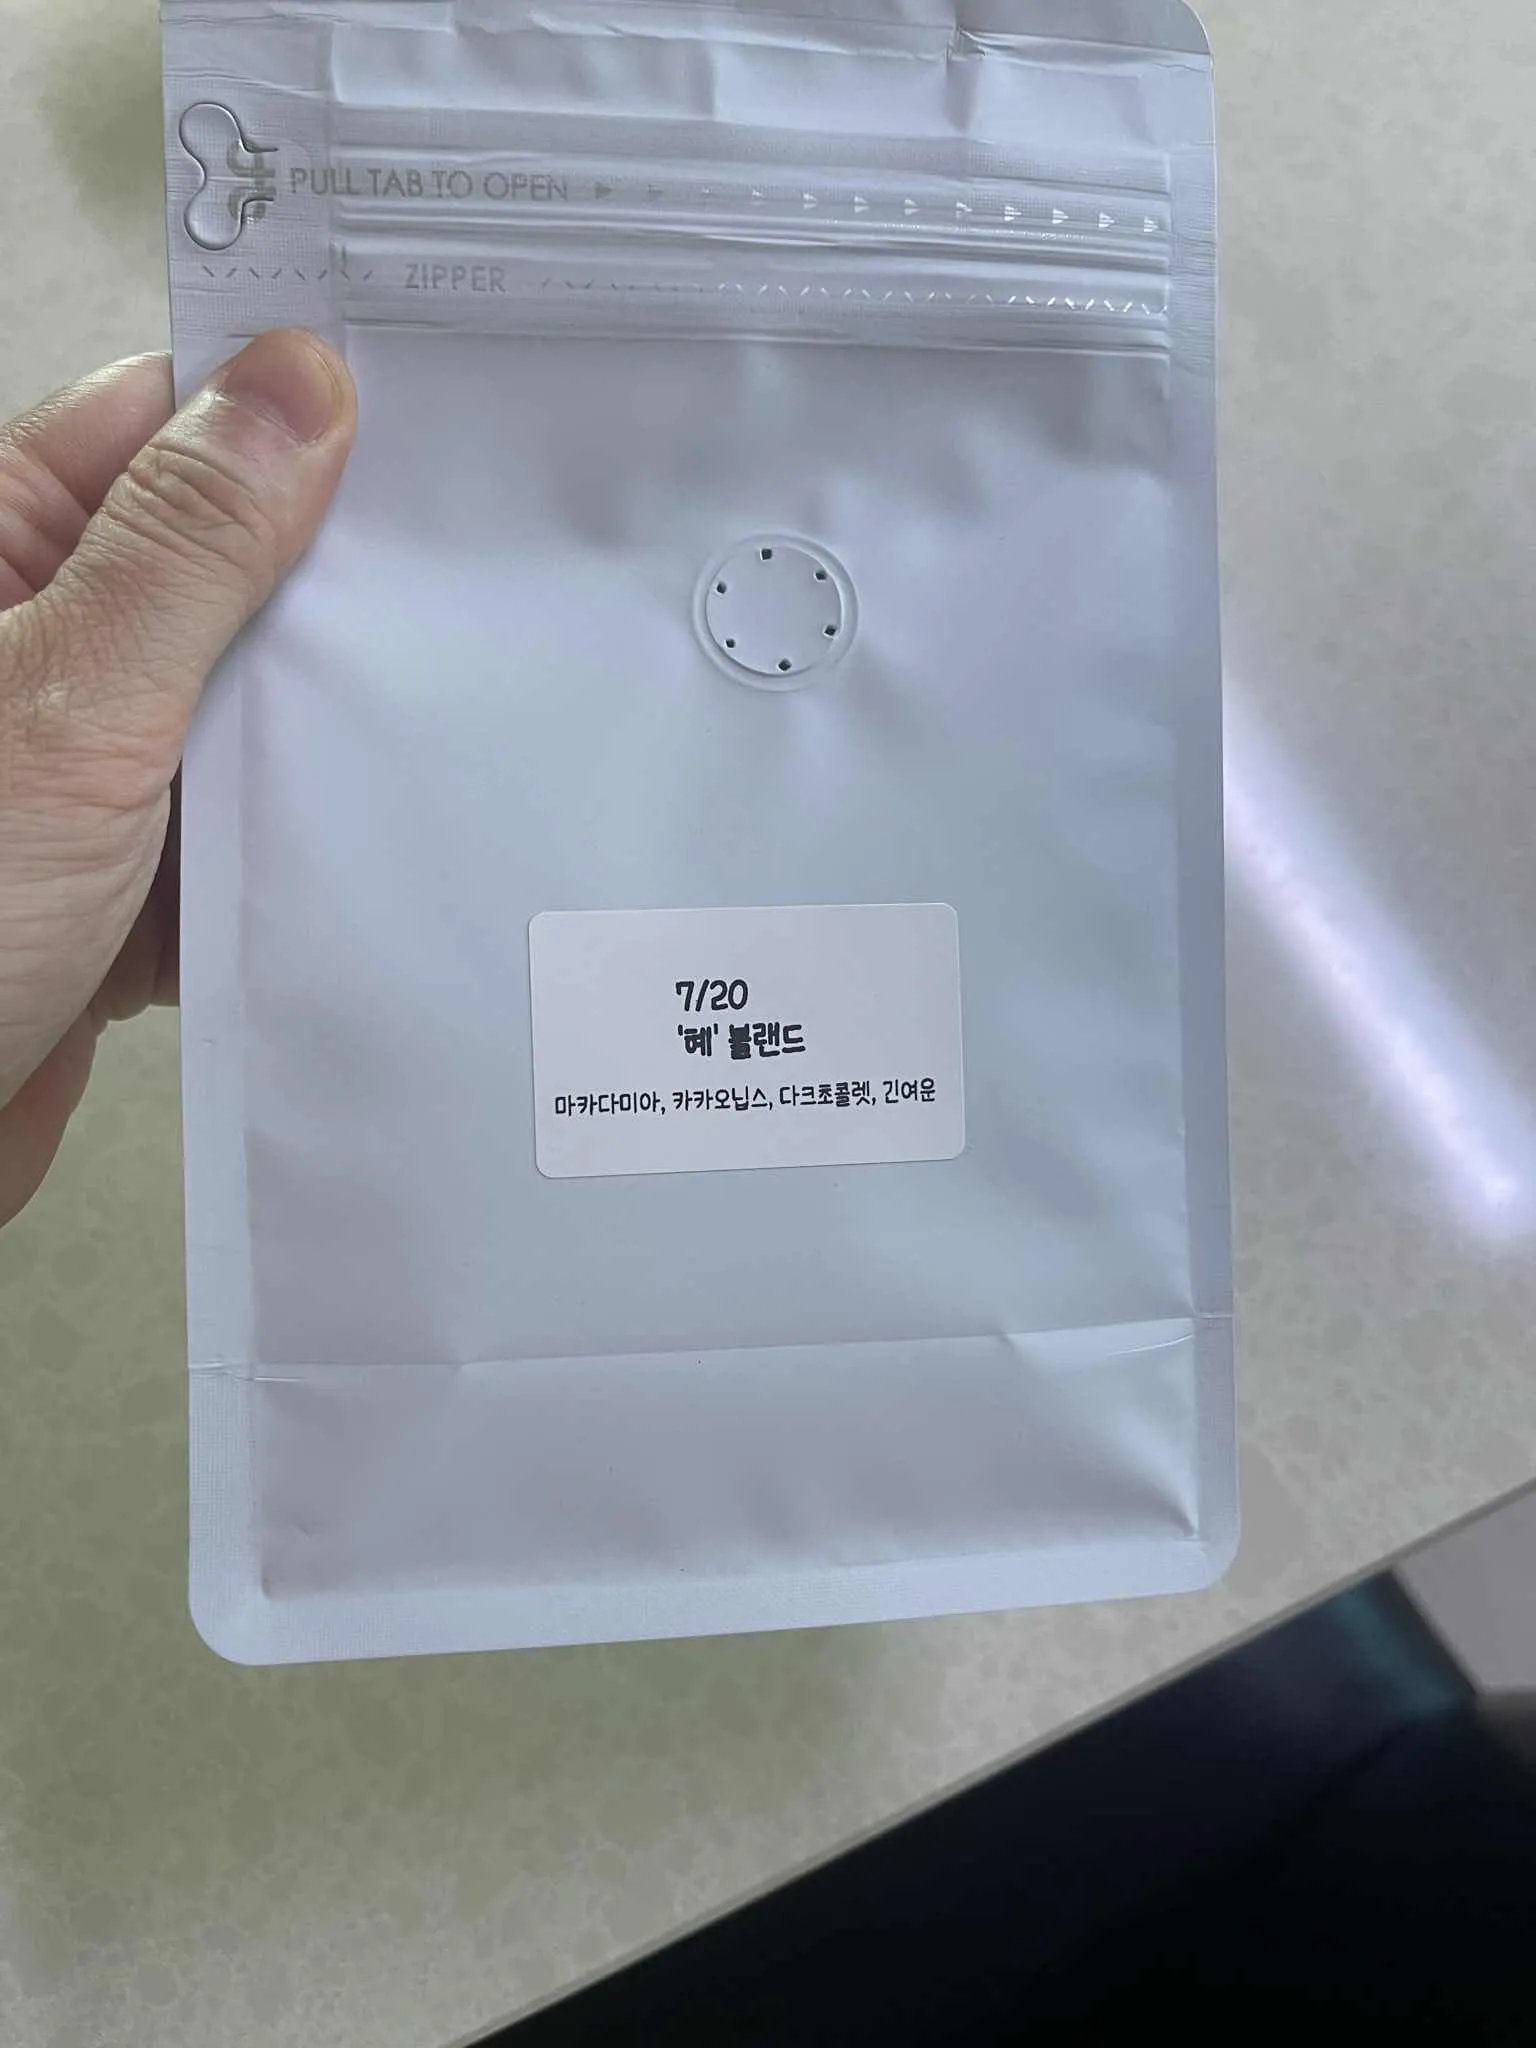 PULL TAB TO OPEN
ZIPPER
7/20
'혜'블랜드
마카다미아, 카카오닙스, 다크초콜렛, 긴여운